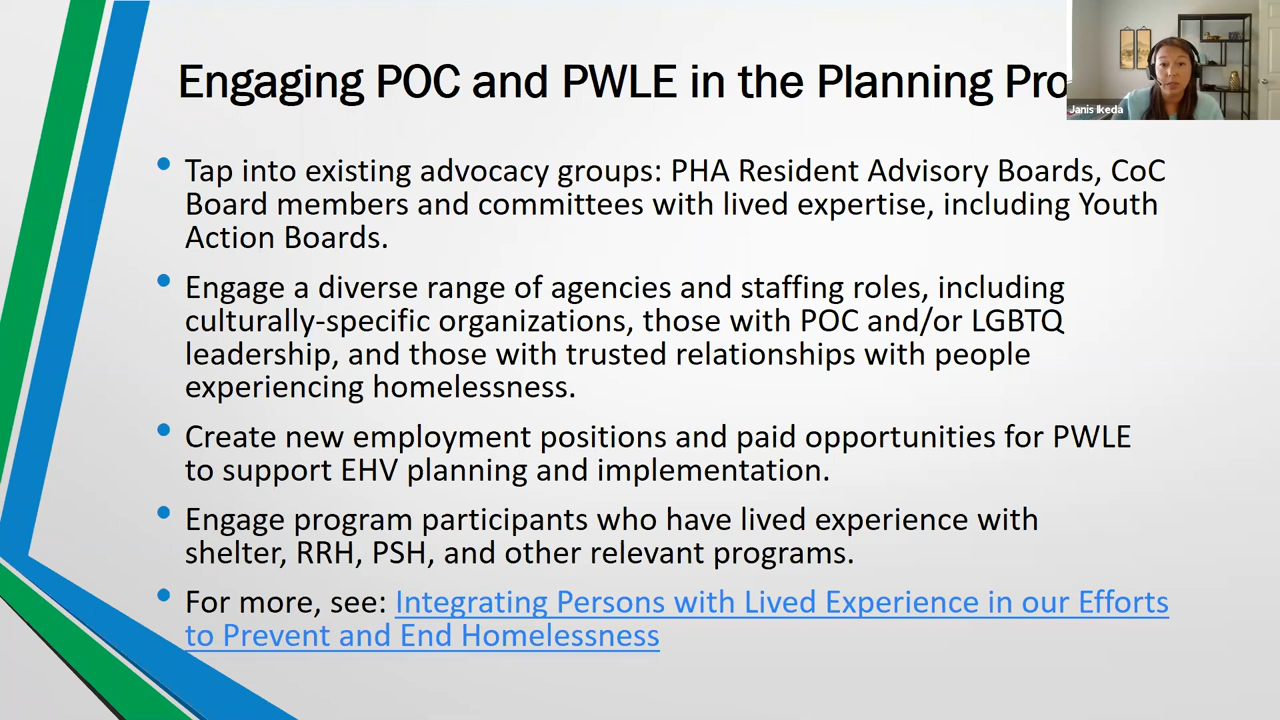 Engaging POC and PWLE in the Planning Pro
Janis Ikeda
• Tap into existing advocacy groups: PHA Resident Advisory Boards, CoC
Board members and committees with lived expertise, including Youth
Action Boards.
• Engage a diverse range of agencies and staffing roles, including
culturally-specific organizations, those with POC and/or LGBTQ
leadership, and those with trusted relationships with people
experiencing homelessness.
• Create new employment positions and paid opportunities for PWLE
to support EHV planning and implementation.
• Engage program participants who have lived experience with
shelter, RRH, PSH, and other relevant programs.
• For more, see: Integrating Persons with Lived Experience in our Efforts
to Prevent and End Homelessness